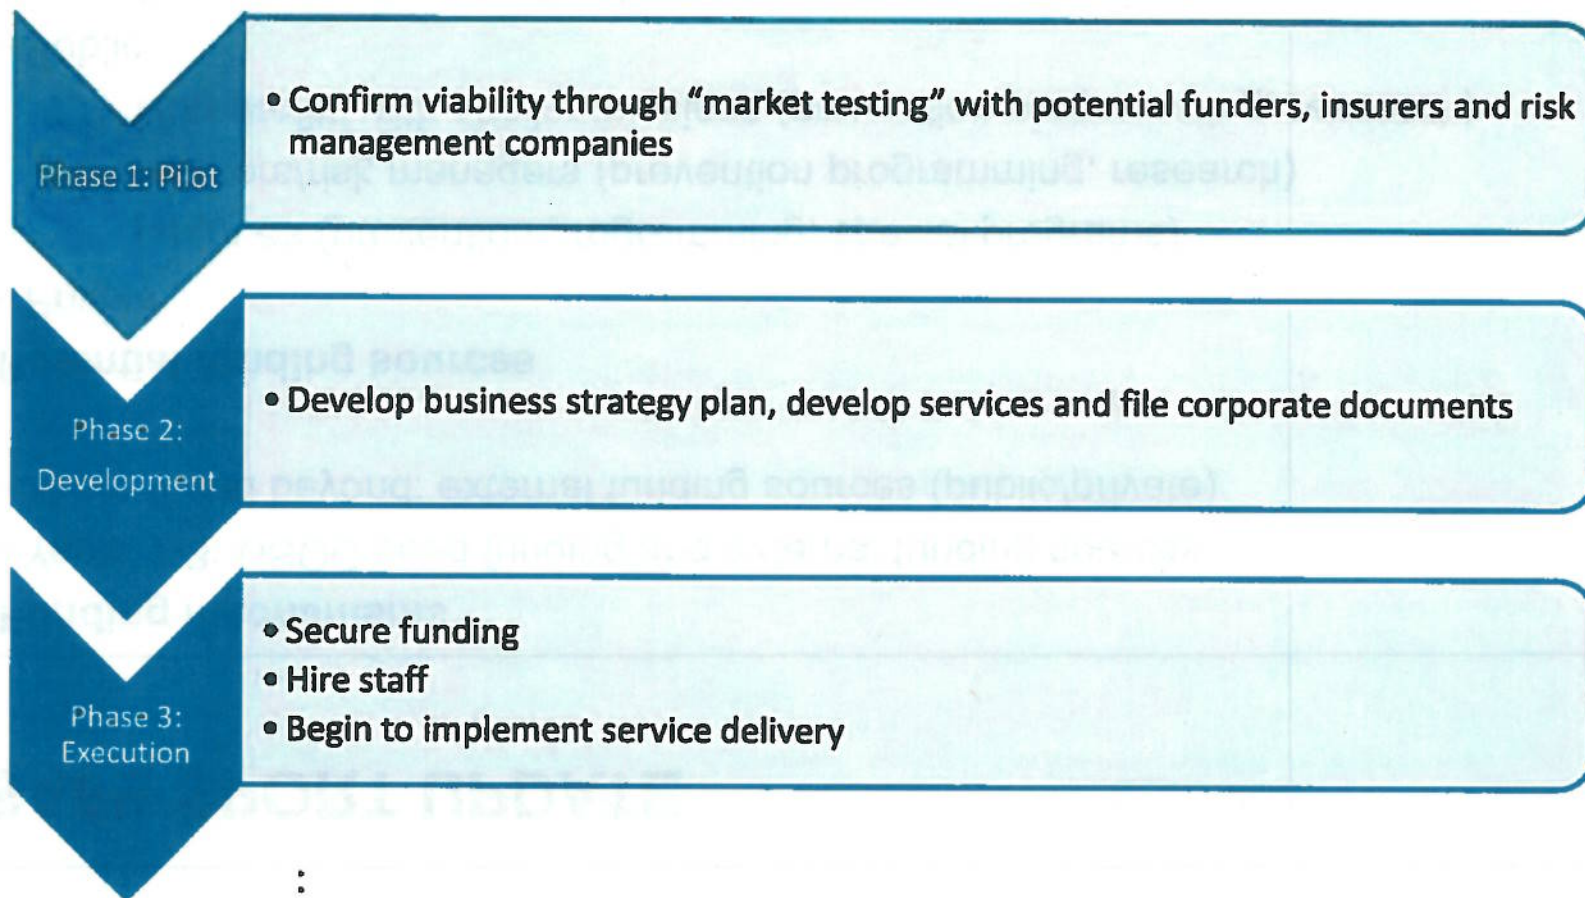 Phase 1: Pilot
• Confirm viability through “market testing” with potential funders, insurers and risk
management companies
Phase 2:
Development
• Develop business strategy plan, develop services and file corporate documents
Phase 3:
Execution
• Secure funding
• Hire staff
• Begin to implement service delivery
: